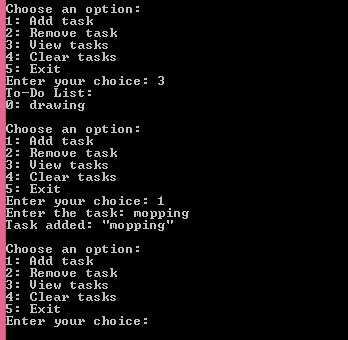 Choose an option:
1: Add task
2: Remove task
3: View tasks
4: Clear tasks
5: Exit
Enter your choice: 3
To-Do List:
0: drawing
Choose an option:
1: Add task
2: Remove task
3: View tasks
4: Clear tasks
5: Exit
Enter your choice: 1
Enter the task: mopping
Task added: "mopping"
Choose an option:
1: Add task
2: Remove task
3: View tasks
4: Clear tasks
5: Exit
Enter your choice: